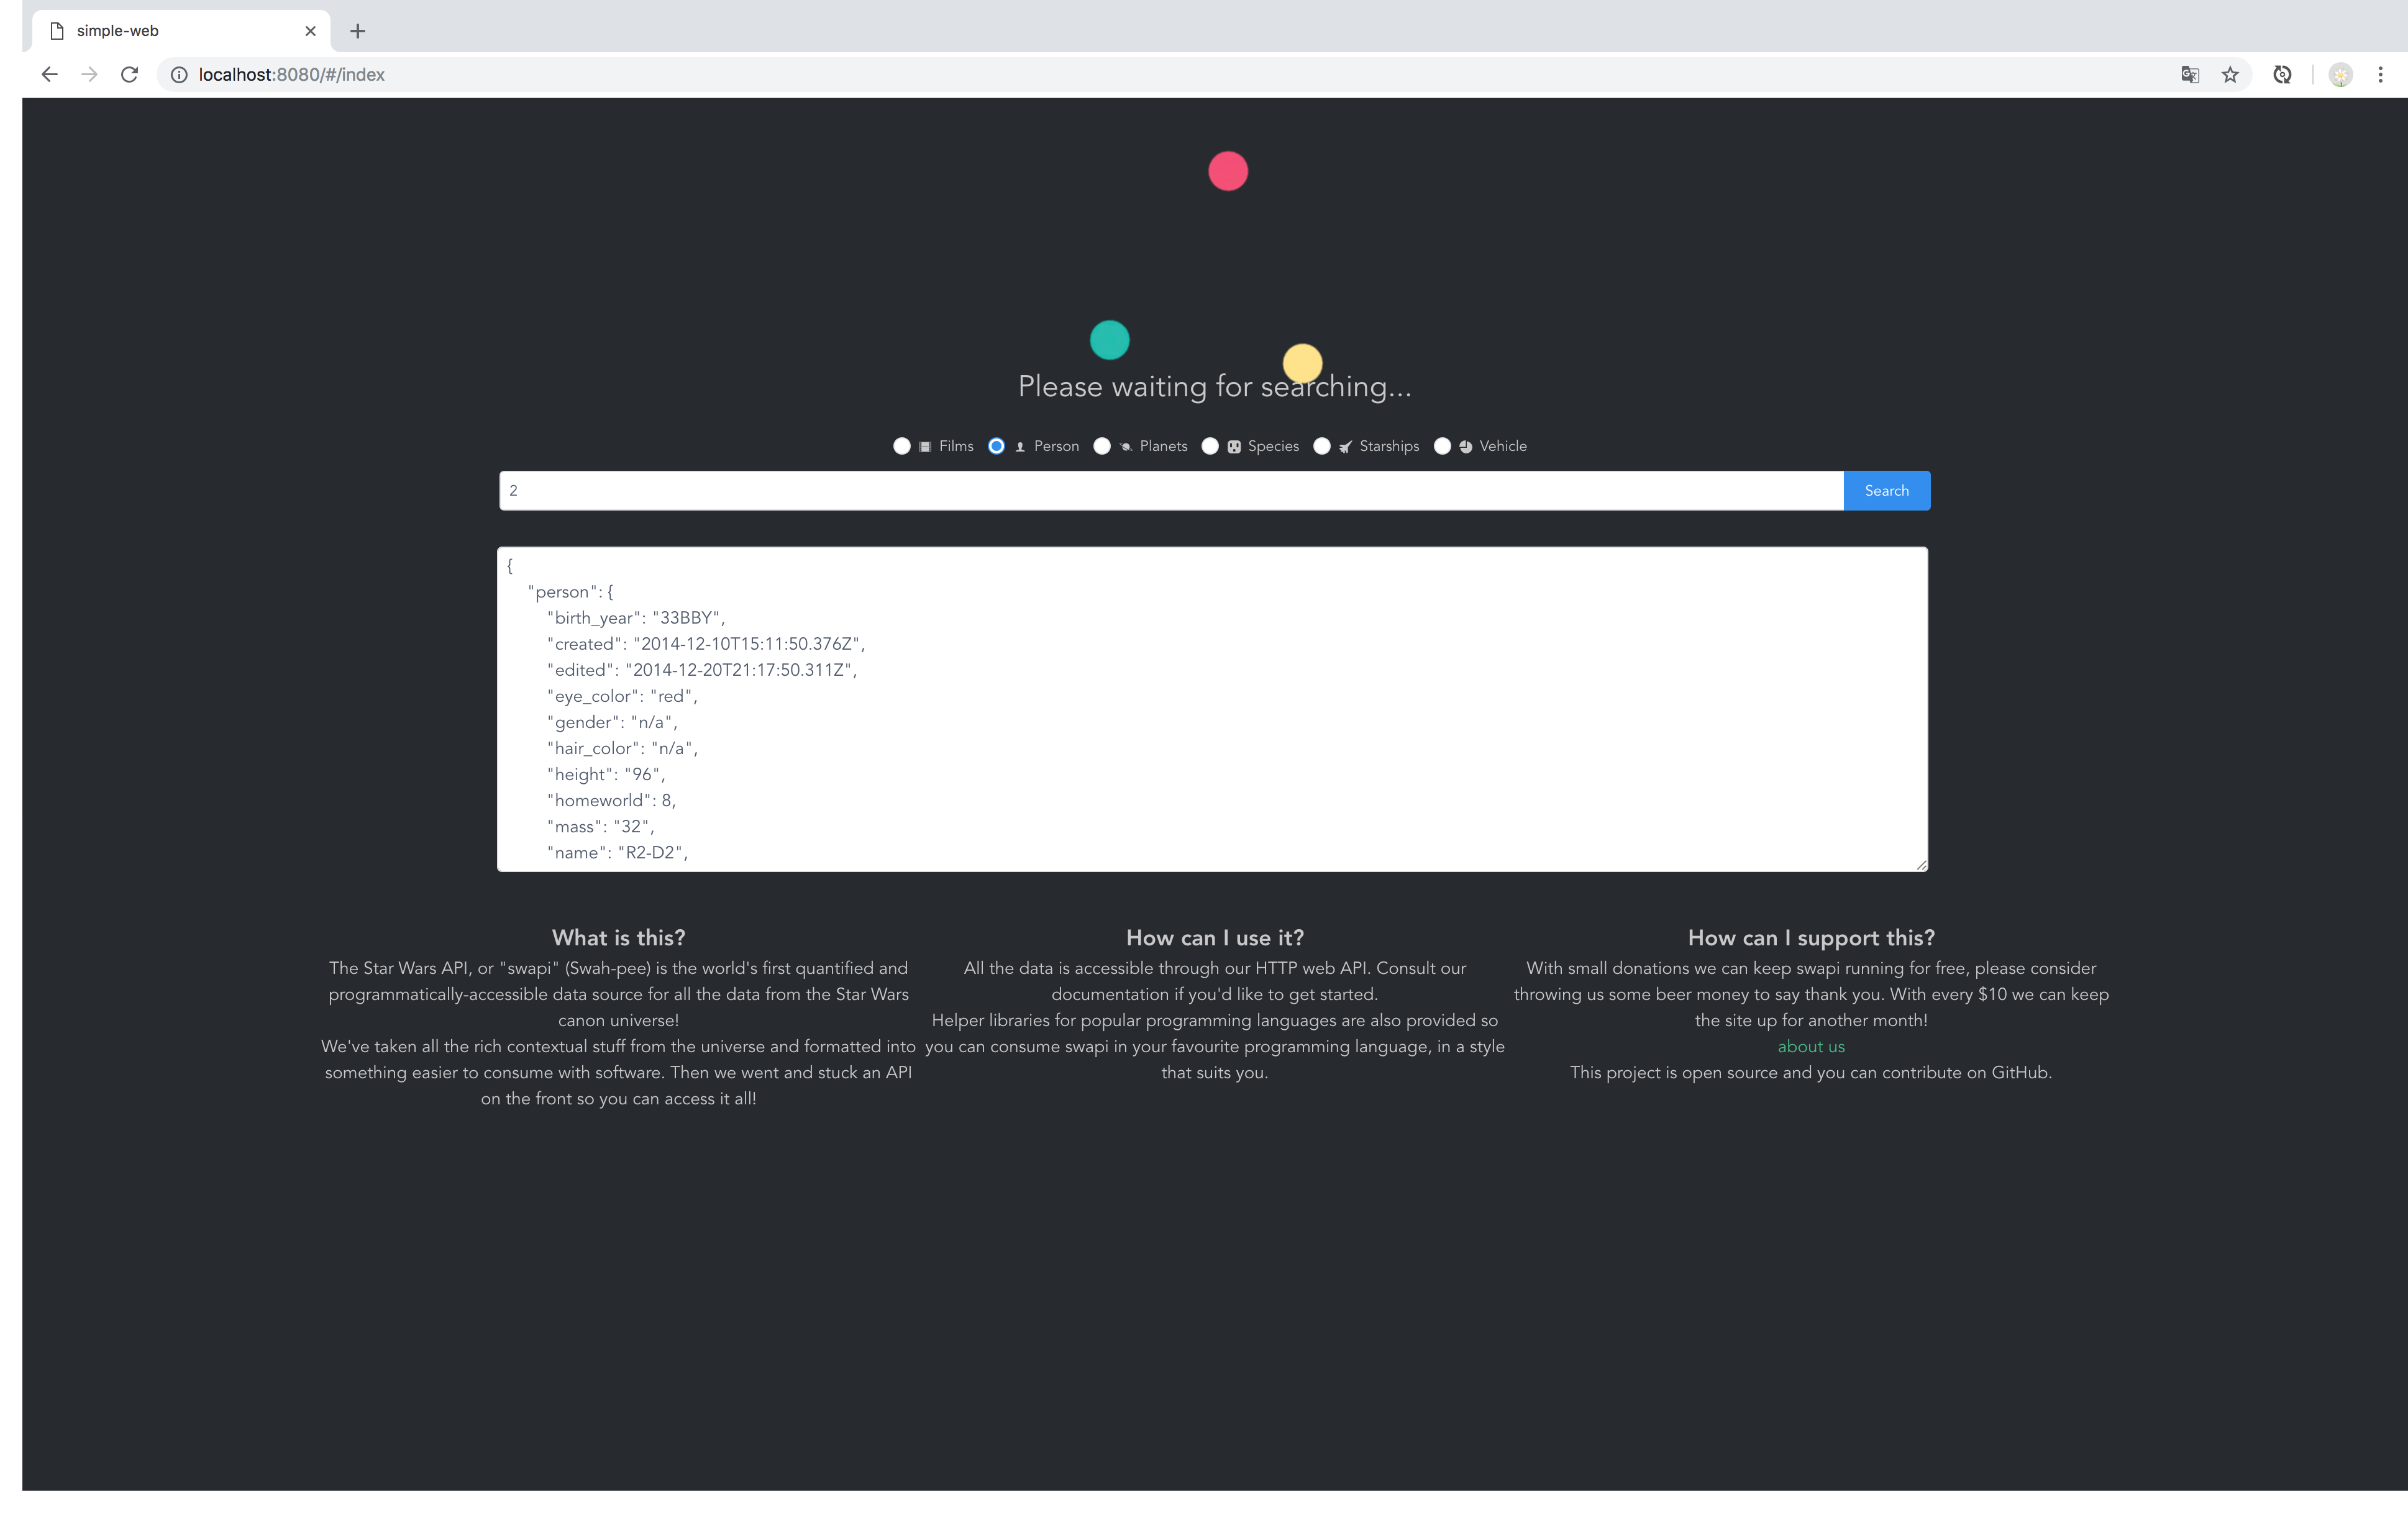 simple-web
localhost:8080/#/index
Please waiting for searching...
Films Person Planets Species Starships Vehicle
2 Search
{
"person": {
"birth_year": "33BBY",
"created": "2014-12-10T15:11:50.376Z",
"edited": "2014-12-20T21:17:50.311Z",
"eye_color": "red",
"gender": "n/a",
"hair_color": "n/a",
"height": "96",
"homeworld": 8,
"mass": "32",
"name": "R2-D2",
What is this?
The Star Wars API, or "swapi" (Swah-pee) is the world's first quantified and
programmatically-accessible data source for all the data from the Star Wars
canon universe!
We've taken all the rich contextual stuff from the universe and formatted into
something easier to consume with software. Then we went and stuck an API
on the front so you can access it all!
How can I use it?
All the data is accessible through our HTTP web API. Consult our
documentation if you'd like to get started.
Helper libraries for popular programming languages are also provided so
you can consume swapi in your favourite programming language, in a style
that suits you.
How can I support this?
With small donations we can keep swapi running for free, please consider
throwing us some beer money to say thank you. With every $10 we can keep
the site up for another month!
about us
This project is open source and you can contribute on GitHub.